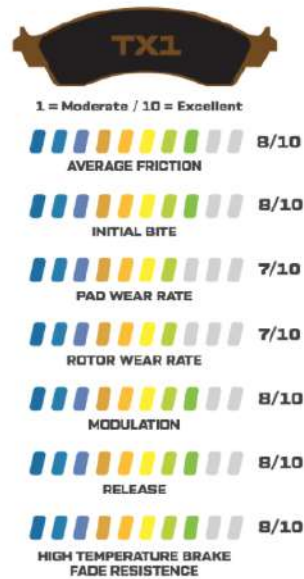 TX1
1 = Moderate / 10 = Excellent
8/10
AVERAGE FRICTION
8/10
INITIAL BITE
7/10
PAD WEAR RATE
7/10
ROTOR WEAR RATE
8/10
MODULATION
8/10
RELEASE
8/10
HIGH TEMPERATURE BRAKE
FADE RESISTENCE